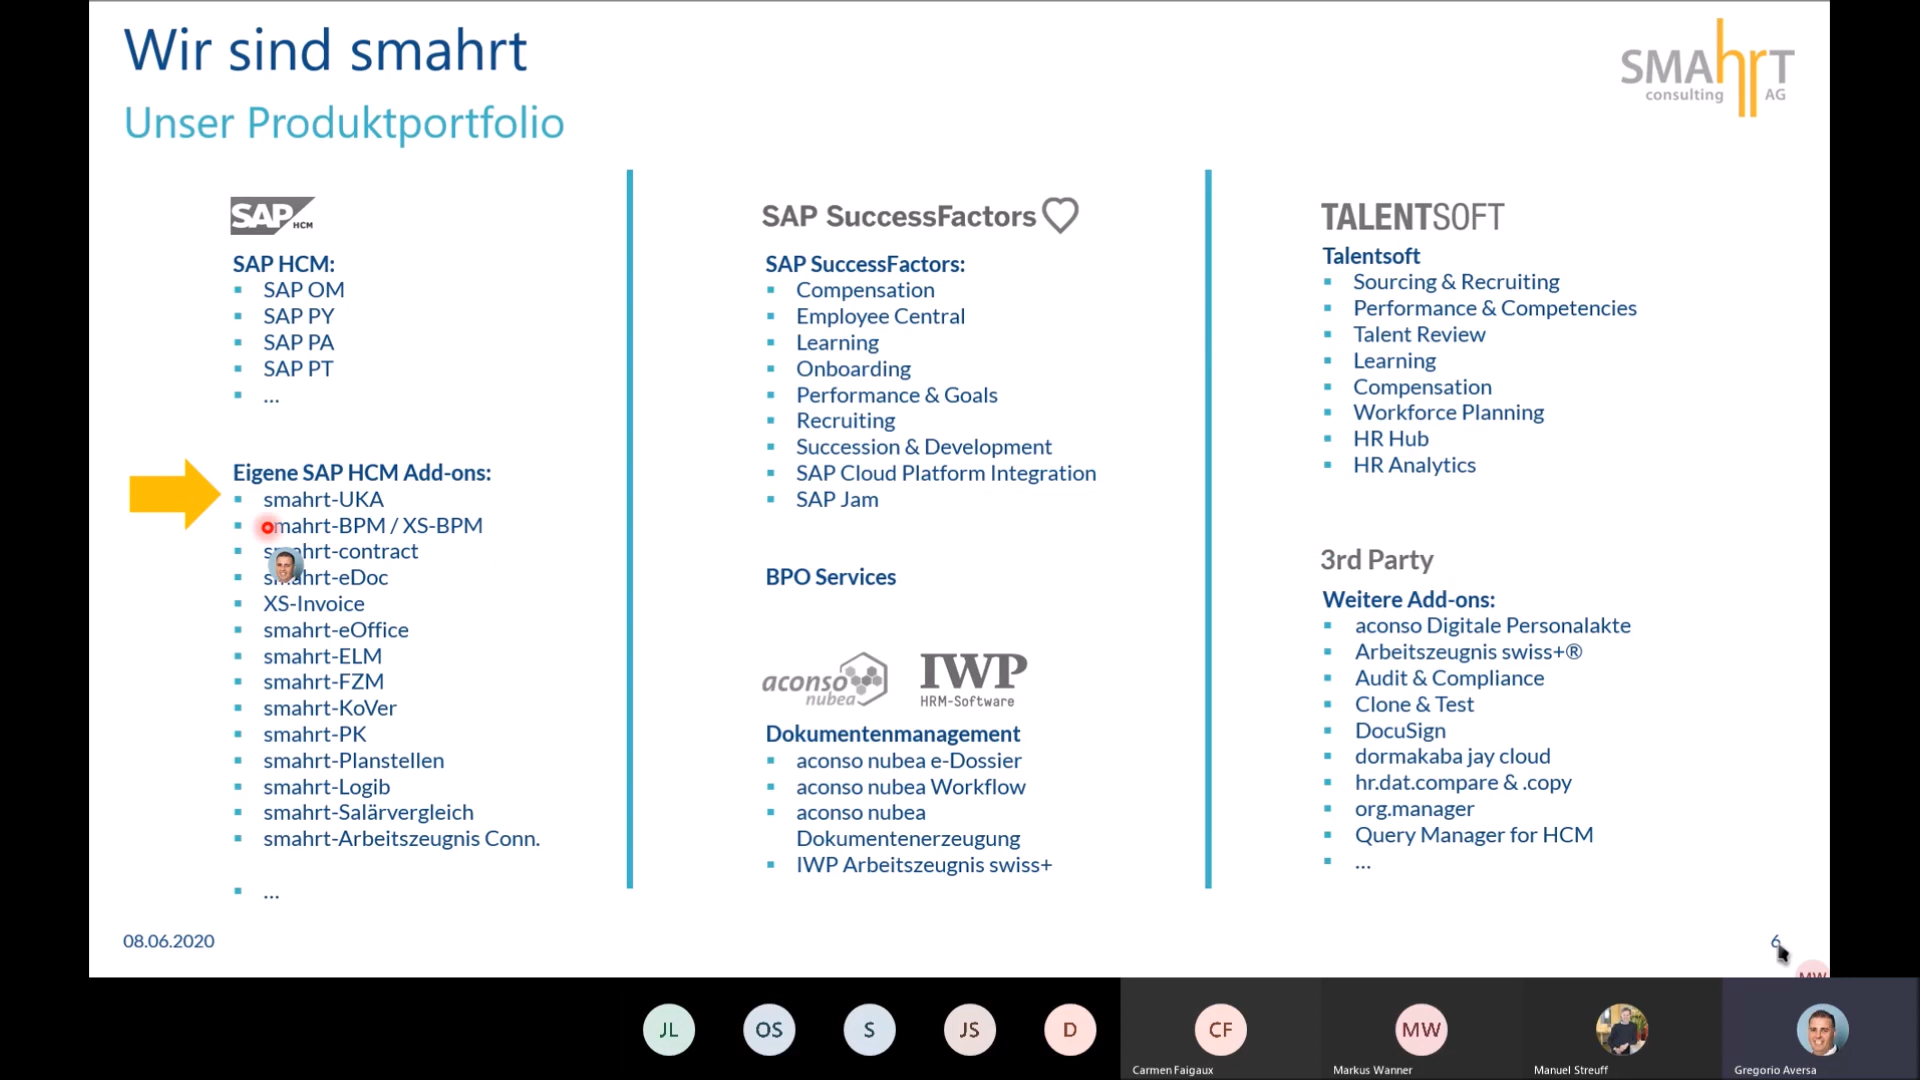 Wir sind smahrt
Unser Produktportfolio
SMAhrT
consulting AG
SAP HCM
SAP HCM:
SAP OM
SAP PY
SAP PA
SAP PT
...
Eigene SAP HCM Add-ons:
smahrt-UKA
mahrt-BPM / XS-BPM
smahrt-contract
smahrt-eDoc
XS-Invoice
smahrt-eOffice
smahrt-ELM
smahrt-FZM
smahrt-KoVer
smahrt-PK
smahrt-Planstellen
smahrt-Logib
smahrt-Salärvergleich
smahrt-Arbeitszeugnis Conn.
...
SAP SuccessFactors
SAP SuccessFactors:
Compensation
Employee Central
Learning
Onboarding
Performance & Goals
Recruiting
Succession & Development
SAP Cloud Platform Integration
SAP Jam
BPO Services
aconso
nubea
IWP
HRM-Software
Dokumentenmanagement
aconso nubea e-Dossier
aconso nubea Workflow
aconso nubea
Dokumentenerzeugung
IWP Arbeitszeugnis swiss+
TALENTSOFT
Talentsoft
Sourcing & Recruiting
Performance & Competencies
Talent Review
Learning
Compensation
Workforce Planning
HR Hub
HR Analytics
3rd Party
Weitere Add-ons:
aconso Digitale Personalakte
Arbeitszeugnis swiss+®
Audit & Compliance
Clone & Test
DocuSign
dormakaba jay cloud
hr.dat.compare & .copy
org.manager
Query Manager for HCM
...
08.06.2020
6
MW
JL
OS
S
JS
D
CF
MW
Carmen Faigaux
Markus Wanner
Manuel Streuff
Gregorio Aversa